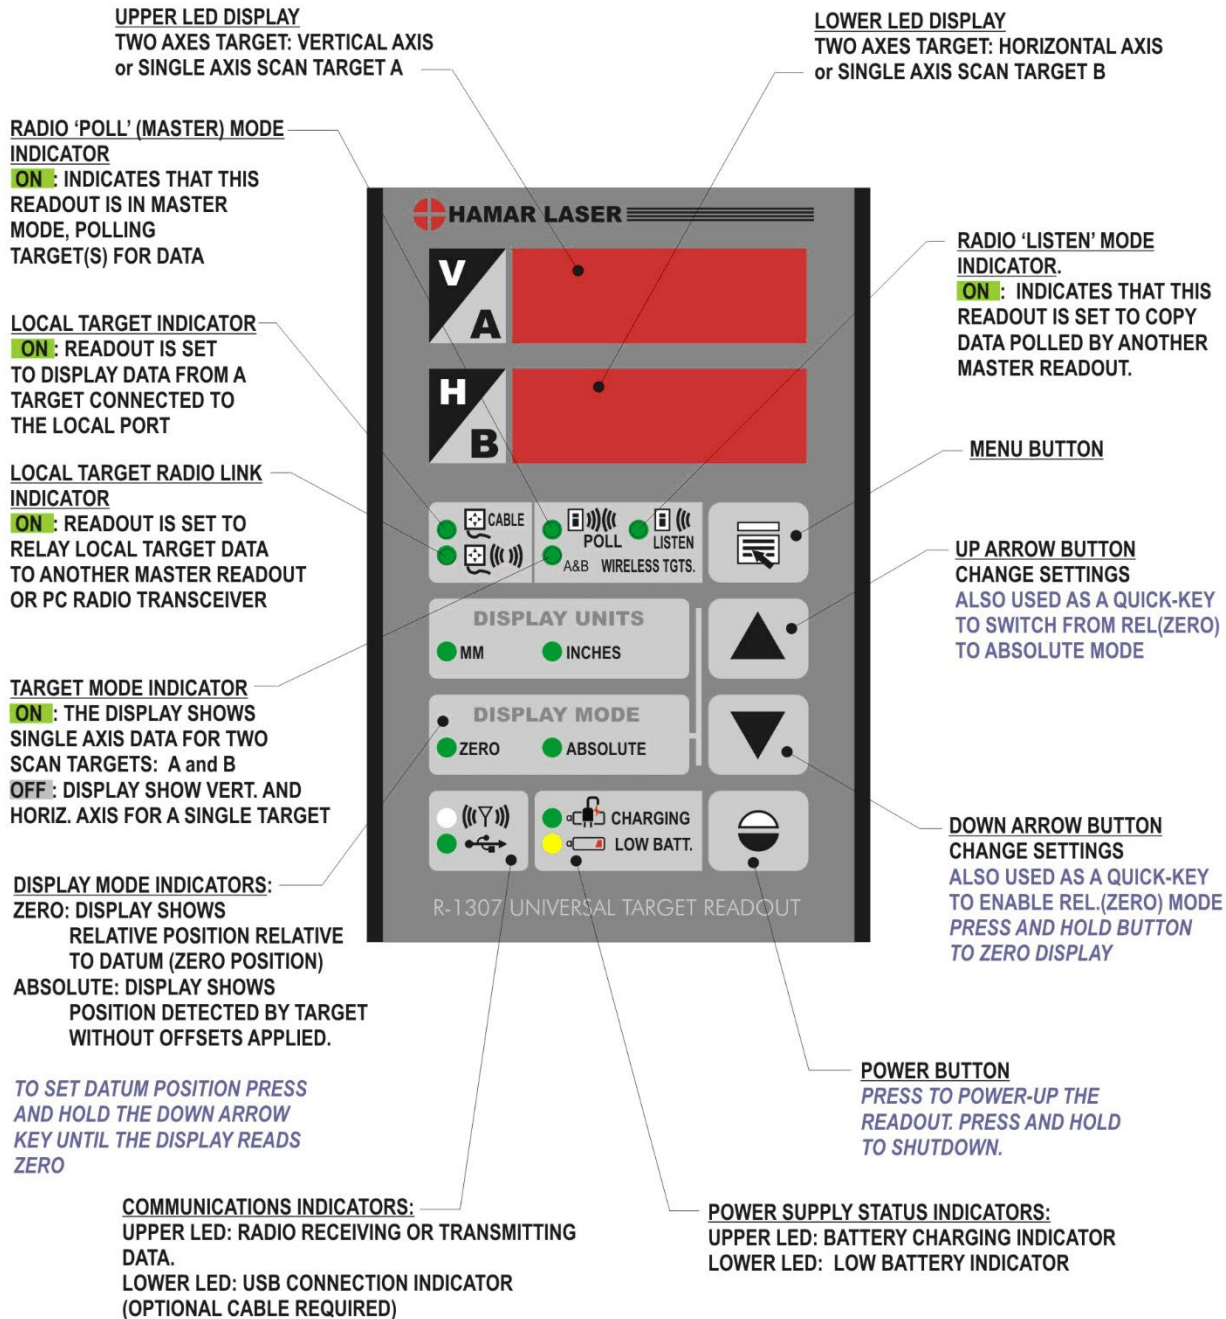 UPPER LED DISPLAY
TWO AXES TARGET: VERTICAL AXIS
or SINGLE AXIS SCAN TARGET A
LOWER LED DISPLAY
TWO AXES TARGET: HORIZONTAL AXIS
or SINGLE AXIS SCAN TARGET B
RADIO ‘POLL’ (MASTER) MODE
INDICATOR
ON : INDICATES THAT THIS
READOUT IS IN MASTER
MODE, POLLING
TARGET(S) FOR DATA
LOCAL TARGET INDICATOR
ON : READOUT IS SET
TO DISPLAY DATA FROM A
TARGET CONNECTED TO
THE LOCAL PORT
LOCAL TARGET RADIO LINK
INDICATOR
ON : READOUT IS SET TO
RELAY LOCAL TARGET DATA
TO ANOTHER MASTER READOUT
OR PC RADIO TRANSCEIVER
TARGET MODE INDICATOR
ON : THE DISPLAY SHOWS
SINGLE AXIS DATA FOR TWO
SCAN TARGETS: A and B
OFF : DISPLAY SHOW VERT. AND
HORIZ. AXIS FOR A SINGLE TARGET
DISPLAY MODE INDICATORS:
ZERO: DISPLAY SHOWS
RELATIVE POSITION RELATIVE
TO DATUM (ZERO POSITION)
ABSOLUTE: DISPLAY SHOWS
POSITION DETECTED BY TARGET
WITHOUT OFFSETS APPLIED.
TO SET DATUM POSITION PRESS
AND HOLD THE DOWN ARROW
KEY UNTIL THE DISPLAY READS
ZERO
HAMAR LASER
V
A
H
B
CABLE
POLL
LISTEN
A&B WIRELESS TGTS.
DISPLAY UNITS
MM INCHES
DISPLAY MODE
ZERO ABSOLUTE
CHARGING
LOW BATT.
R-1307 UNIVERSAL TARGET READOUT
RADIO ‘LISTEN’ MODE
INDICATOR.
ON : INDICATES THAT THIS
READOUT IS SET TO COPY
DATA POLLED BY ANOTHER
MASTER READOUT.
MENU BUTTON
UP ARROW BUTTON
CHANGE SETTINGS
ALSO USED AS A QUICK-KEY
TO SWITCH FROM REL(ZERO)
TO ABSOLUTE MODE
DOWN ARROW BUTTON
CHANGE SETTINGS
ALSO USED AS A QUICK-KEY
TO ENABLE REL.(ZERO) MODE
PRESS AND HOLD BUTTON
TO ZERO DISPLAY
POWER BUTTON
PRESS TO POWER-UP THE
READOUT. PRESS AND HOLD
TO SHUTDOWN.
COMMUNICATIONS INDICATORS:
UPPER LED: RADIO RECEIVING OR TRANSMITTING
DATA.
LOWER LED: USB CONNECTION INDICATOR
(OPTIONAL CABLE REQUIRED)
POWER SUPPLY STATUS INDICATORS:
UPPER LED: BATTERY CHARGING INDICATOR
LOWER LED: LOW BATTERY INDICATOR